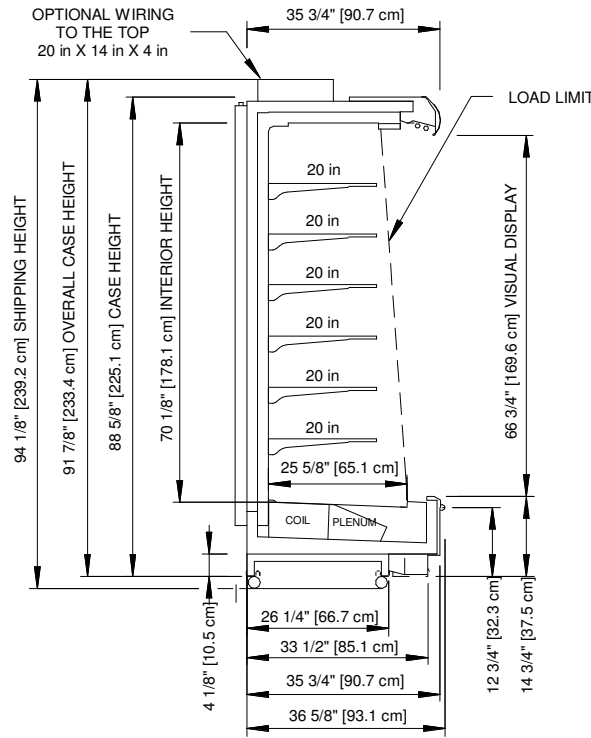 OPTIONAL WIRING
TO THE TOP
20 in X 14 in X 4 in
35 3/4" [90.7 cm]
LOAD LIMIT
94 1/8" [239.2 cm] SHIPPING HEIGHT
91 7/8" [233.4 cm] OVERALL CASE HEIGHT
88 5/8" [225.1 cm] CASE HEIGHT
70 1/8" [178.1 cm] INTERIOR HEIGHT
20 in
20 in
20 in
20 in
20 in
20 in
66 3/4" [169.6 cm] VISUAL DISPLAY
25 5/8" [65.1 cm]
COIL
PLENUM
4 1/8" [10.5 cm]
26 1/4" [66.7 cm]
33 1/2" [85.1 cm]
35 3/4" [90.7 cm]
36 5/8" [93.1 cm]
12 3/4" [32.3 cm]
14 3/4" [37.5 cm]